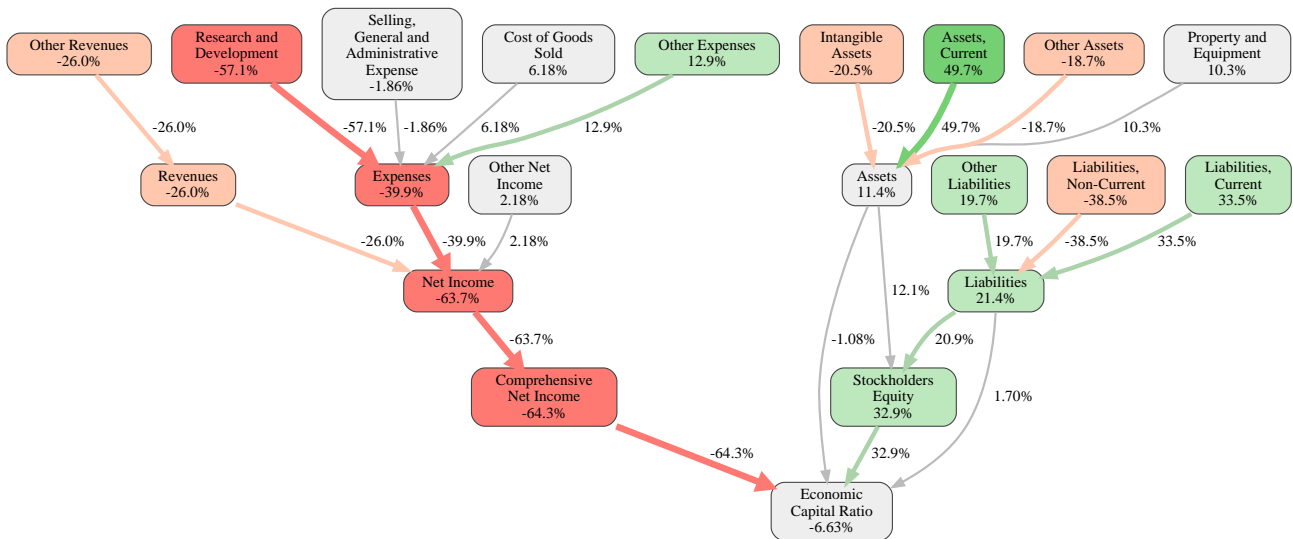 Other Revenues
-26.0%
Research and
Development
-57.1%
Selling,
General and
Administrative
Expense
-1.86%
Cost of Goods
Sold
6.18%
Other Expenses
12.9%
Intangible
Assets
-20.5%
Assets,
Current
49.7%
Other Assets
-18.7%
Property and
Equipment
10.3%
-26.0%
-57.1%
-1.86%
6.18%
12.9%
-20.5%
49.7%
-18.7%
10.3%
Revenues
-26.0%
Expenses
-39.9%
Other Net
Income
2.18%
Assets
11.4%
Other
Liabilities
19.7%
Liabilities,
Non-Current
-38.5%
Liabilities,
Current
33.5%
-26.0%
-39.9%
2.18%
19.7%
-38.5%
33.5%
Net Income
-63.7%
Liabilities
21.4%
12.1%
-63.7%
-1.08%
20.9%
Comprehensive
Net Income
-64.3%
Stockholders
Equity
32.9%
1.70%
-64.3%
32.9%
Economic
Capital Ratio
-6.63%